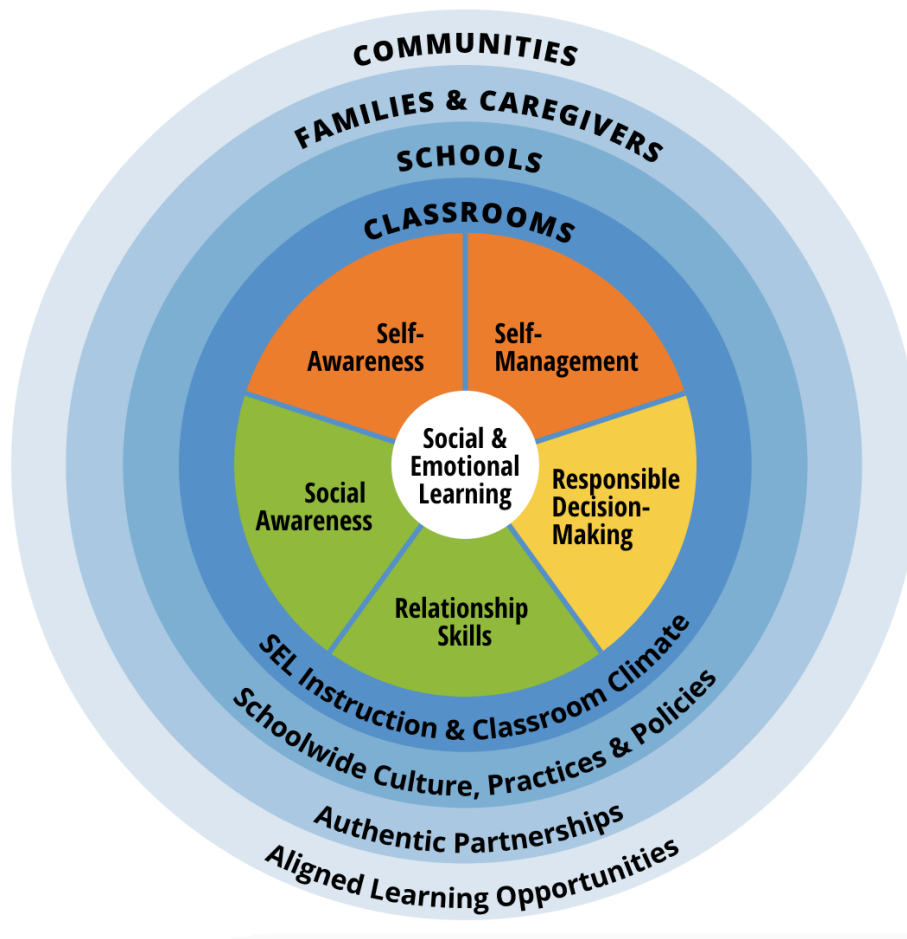 COMMUNITIES
FAMILIES & CAREGIVERS
SCHOOLS
CLASSROOMS
Self-
Awareness
Self-
Management
Social &
Emotional
Learning
Social
Awareness
Responsible
Decision-
Making
Relationship
Skills
SEL Instruction & Classroom Climate
Schoolwide Culture, Practices & Policies
Authentic Partnerships
Aligned Learning Opportunities